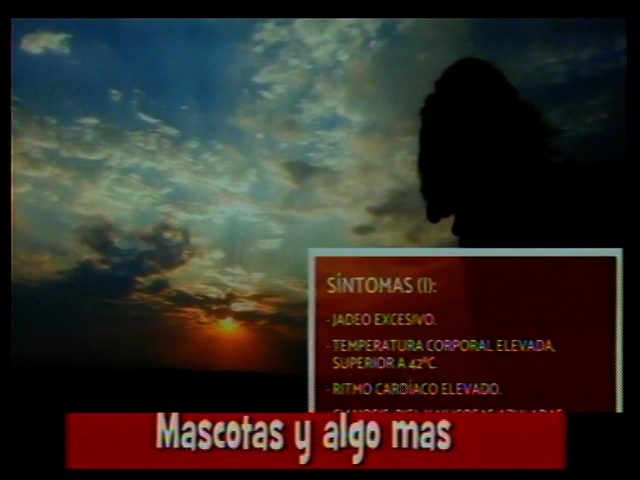 SÍNTOMAS (I):
- JADEO EXCESIVO.
- TEMPERATURA CORPORAL ELEVADA,
SUPERIOR A 42ºC.
- RITMO CARDÍACO ELEVADO.
Mascotas y algo mas